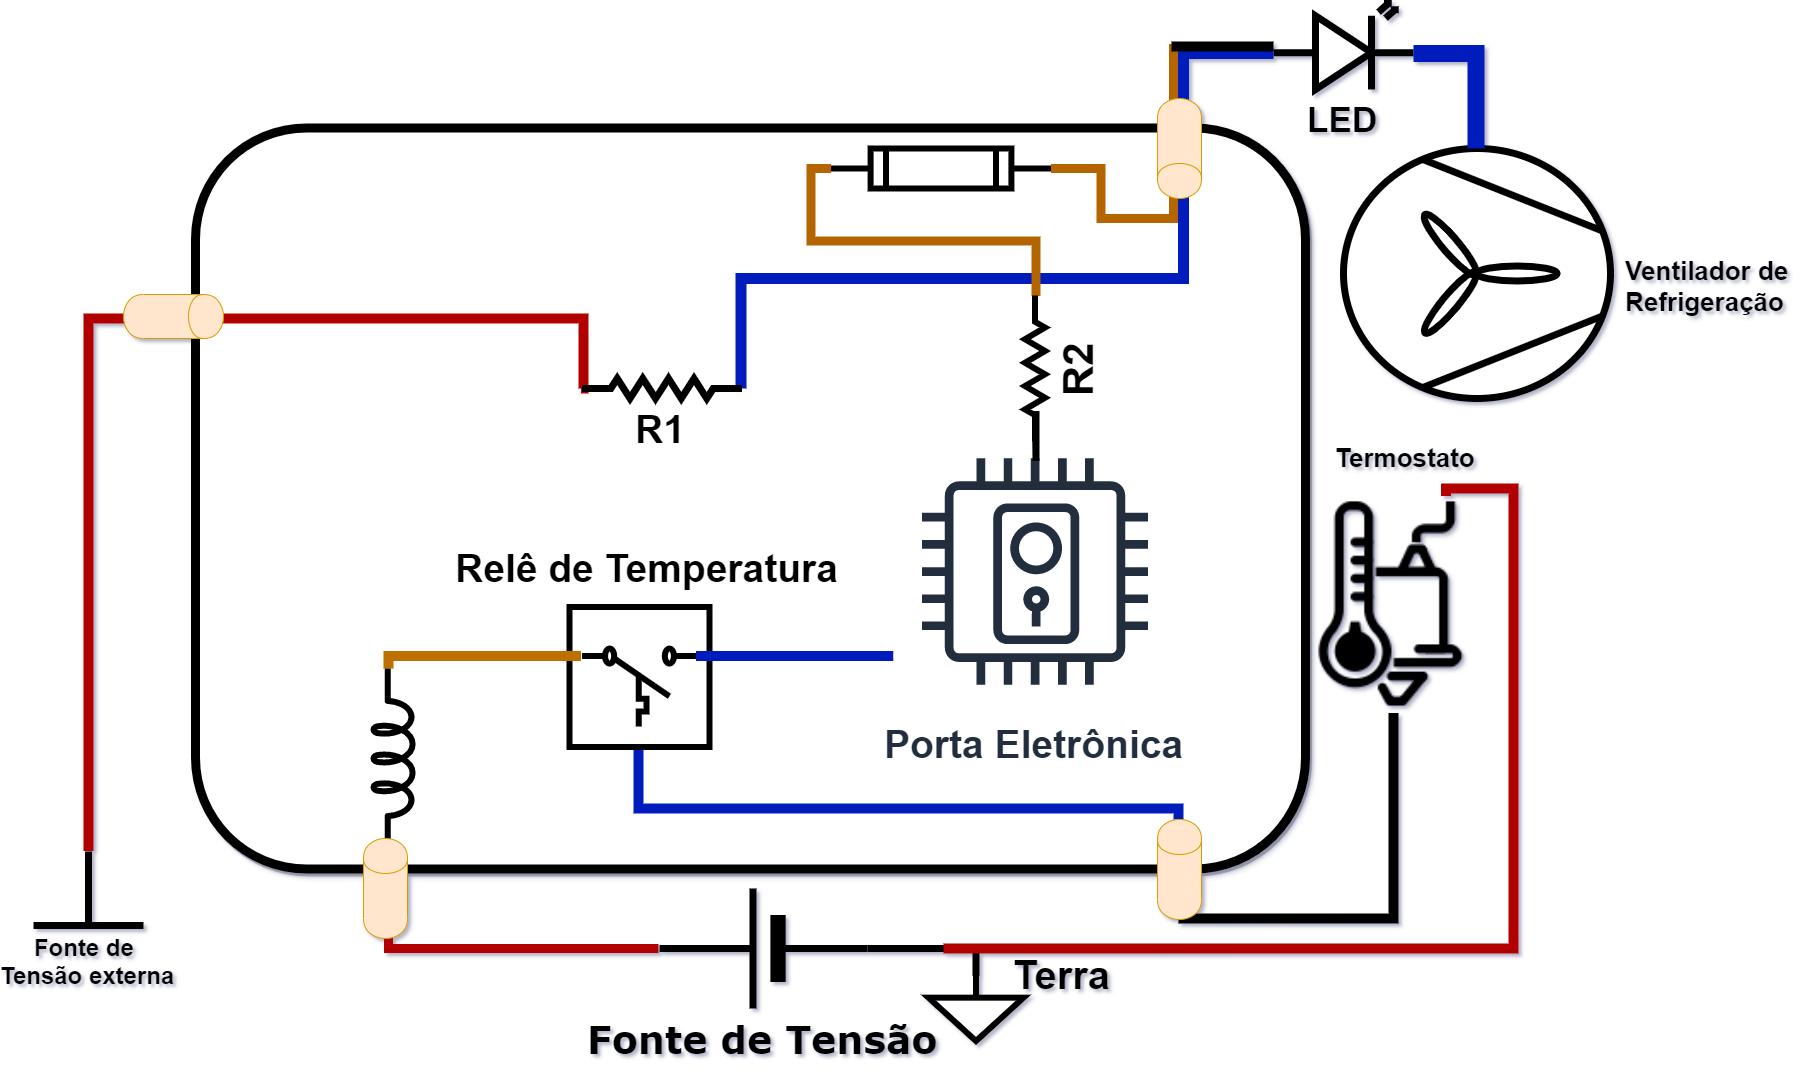 LED
Ventilador de
Refrigeração
R2
R1
Termostato
Relê de Temperatura
Porta Eletrônica
Fonte de
Tensão externa
Terra
Fonte de Tensão